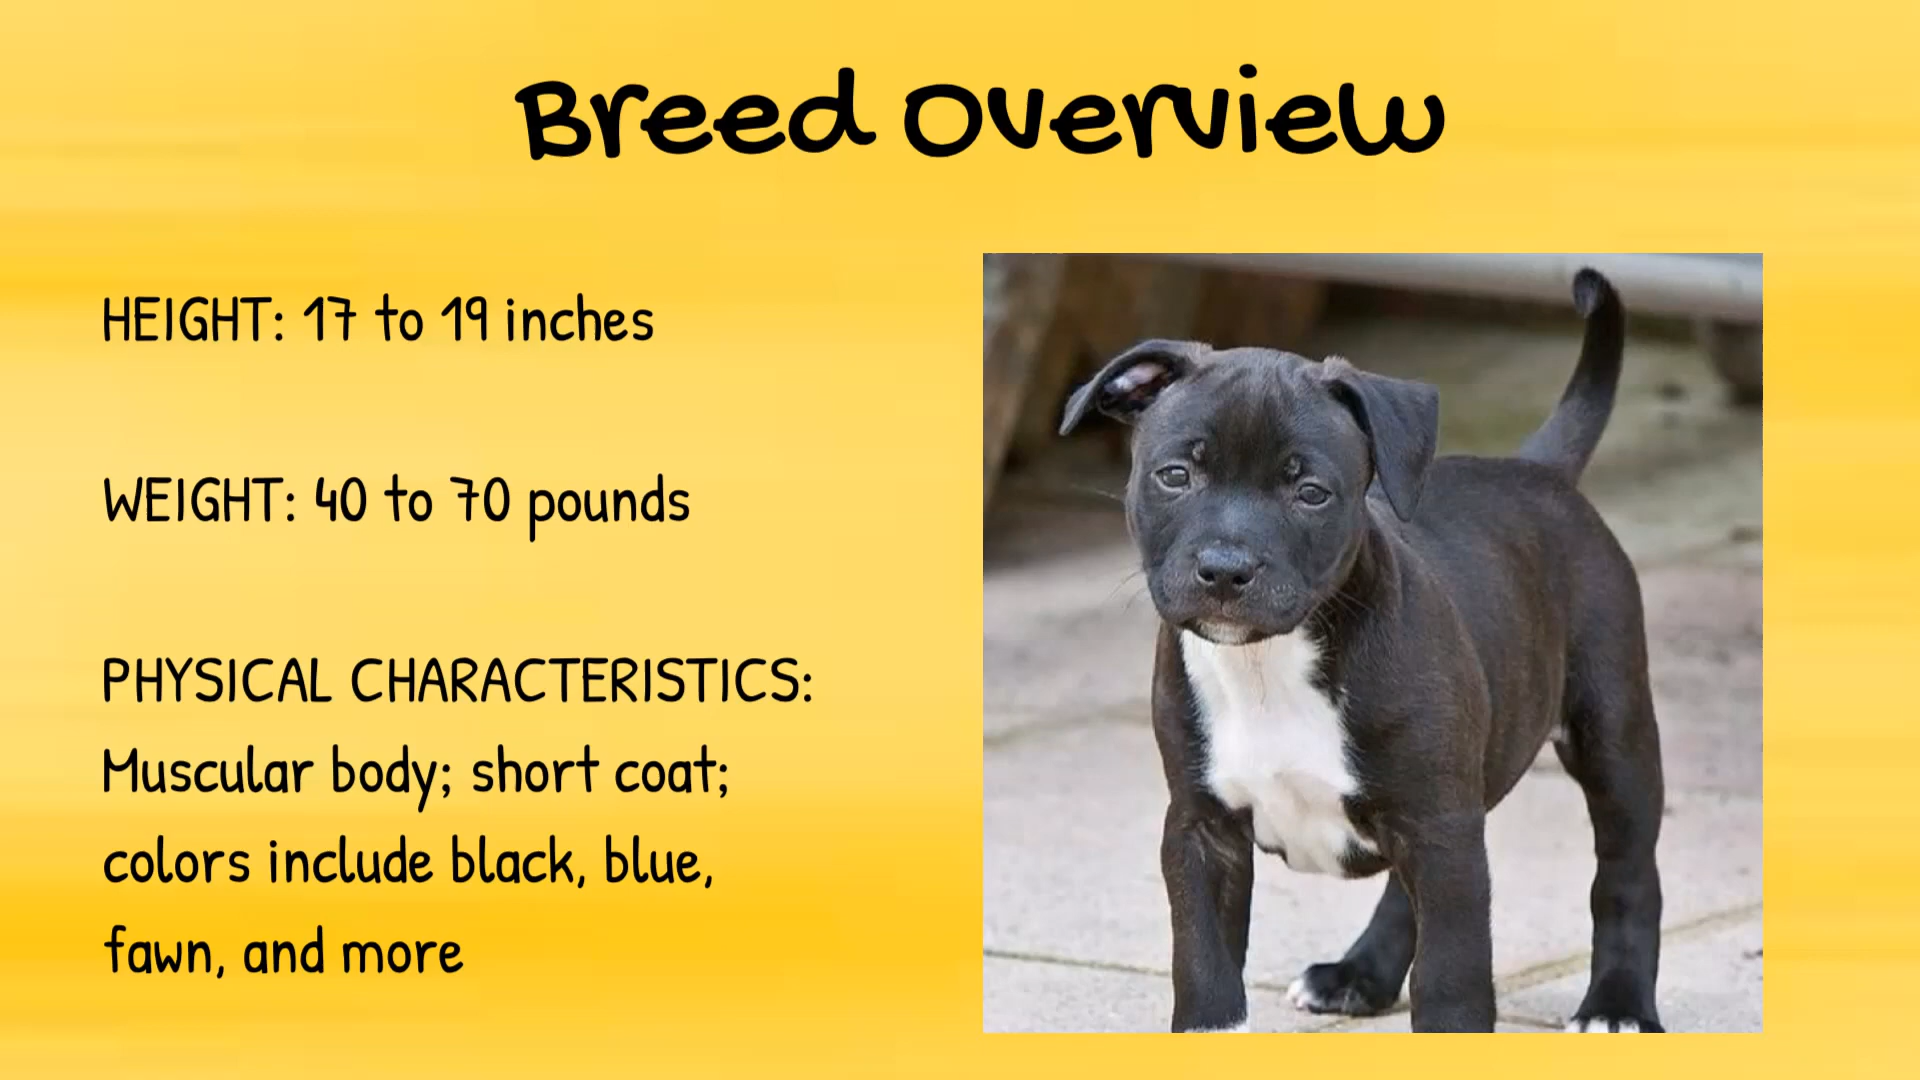 Breed Overview
HEIGHT: 17 to 19 inches
WEIGHT: 40 to 70 pounds
PHYSICAL CHARACTERISTICS:
Muscular body; short coat;
colors include black, blue,
fawn, and more